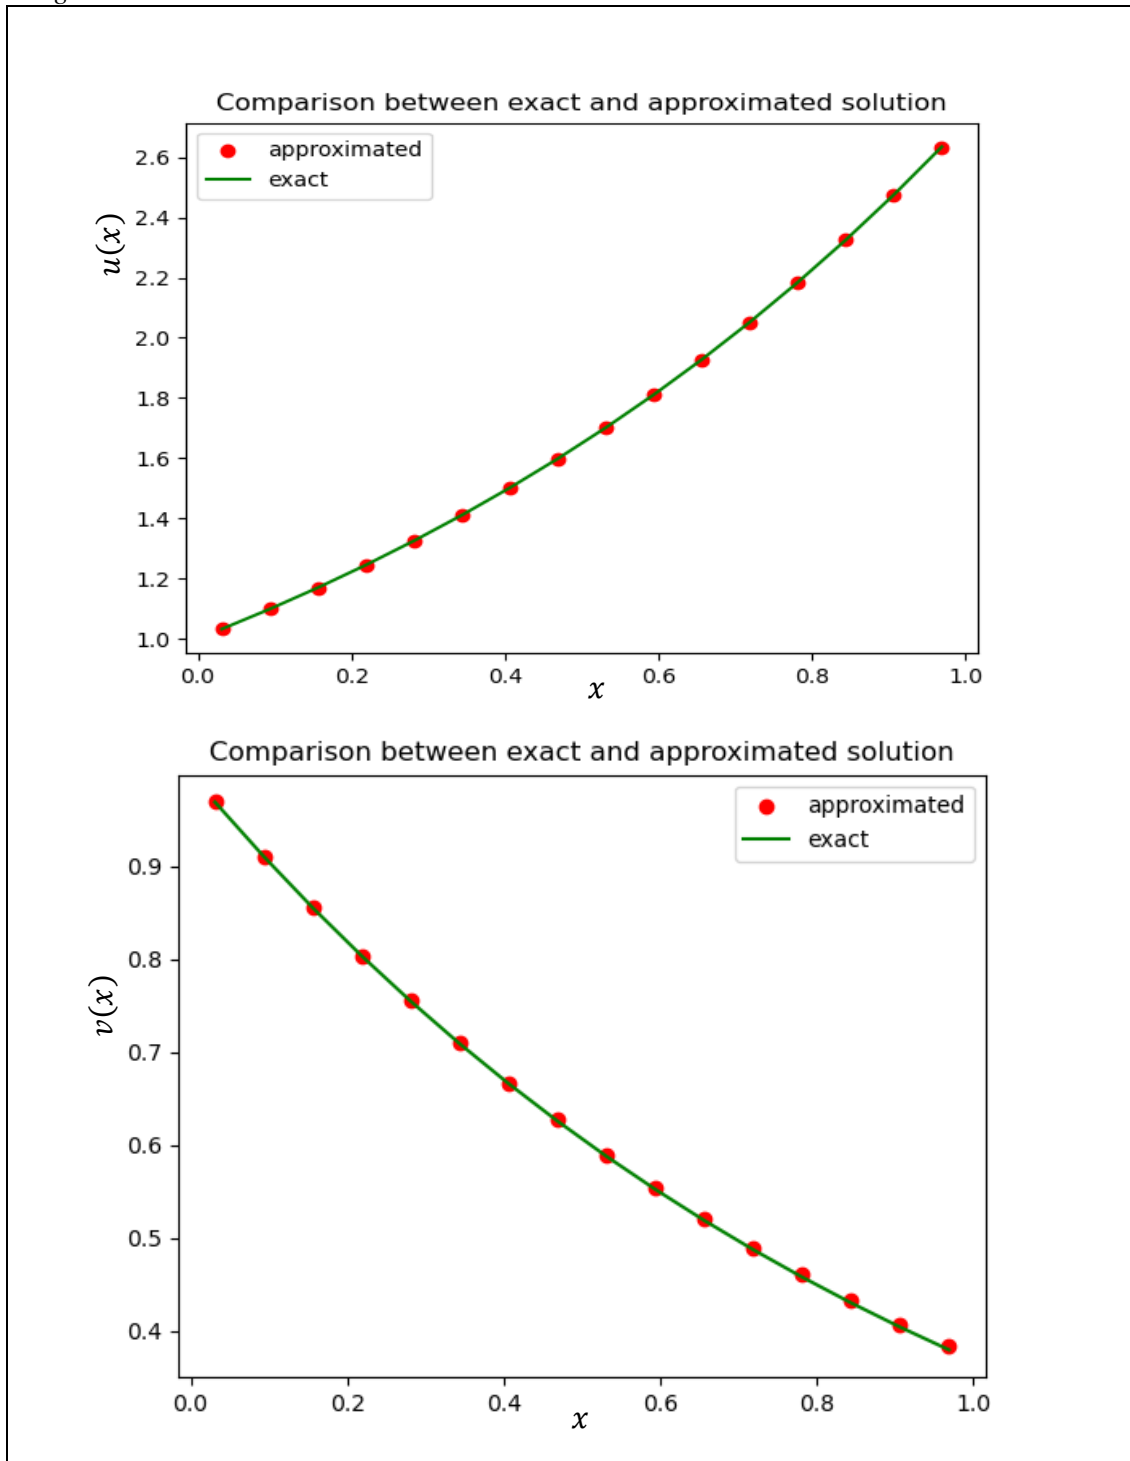 Comparison between exact and approximated solution
approximated
exact
u(x)
2.6
2.4
2.2
2.0
1.8
1.6
1.4
1.2
1.0
0.0 0.2 0.4 0.6 0.8 1.0
x
Comparison between exact and approximated solution
approximated
exact
v(x)
0.9
0.8
0.7
0.6
0.5
0.4
0.0 0.2 0.4 0.6 0.8 1.0
x